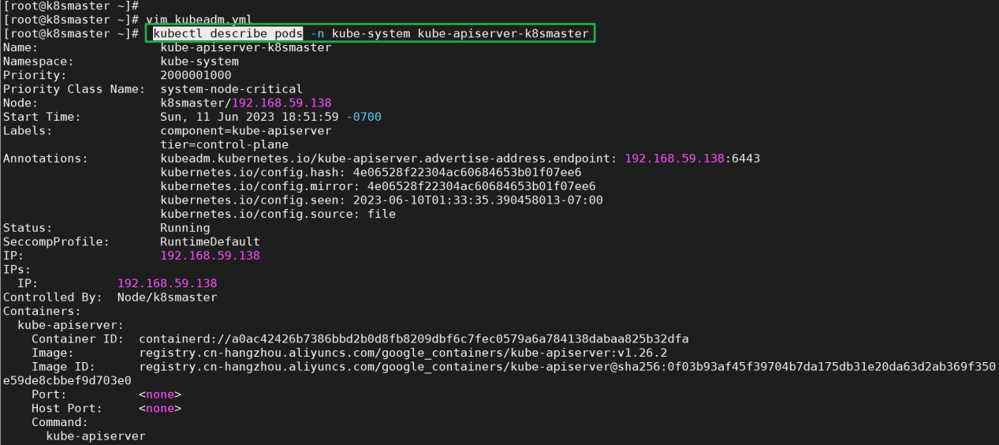 [root@k8smaster ~]#
[root@k8smaster ~]# vim kubeadm.yml
[root@k8smaster ~]# kubectl describe pods -n kube-system kube-apiserver-k8smaster
Name:                 kube-apiserver-k8smaster
Namespace:            kube-system
Priority:             2000001000
Priority Class Name:  system-node-critical
Node:                 k8smaster/192.168.59.138
Start Time:           Sun, 11 Jun 2023 18:51:59 -0700
Labels:               component=kube-apiserver
                      tier=control-plane
Annotations:          kubeadm.kubernetes.io/kube-apiserver.advertise-address.endpoint: 192.168.59.138:6443
                      kubernetes.io/config.hash: 4e06528f22304ac60684653b01f07ee6
                      kubernetes.io/config.mirror: 4e06528f22304ac60684653b01f07ee6
                      kubernetes.io/config.seen: 2023-06-10T01:33:35.390458013-07:00
                      kubernetes.io/config.source: file
Status:               Running
SeccompProfile:       RuntimeDefault
IP:                   192.168.59.138
IPs:
  IP:           192.168.59.138
Controlled By:  Node/k8smaster
Containers:
  kube-apiserver:
    Container ID:  containerd://a0ac42426b7386bbd2b0d8fb8209dbf6c7fec0579a6a784138dabaa825b32dfa
    Image:         registry.cn-hangzhou.aliyuncs.com/google_containers/kube-apiserver:v1.26.2
    Image ID:      registry.cn-hangzhou.aliyuncs.com/google_containers/kube-apiserver@sha256:0f03b93af45f39704b7da175db31e20da63d2ab369f350
e59de8cbbef9d703e0
    Port:          <none>
    Host Port:     <none>
    Command:
      kube-apiserver